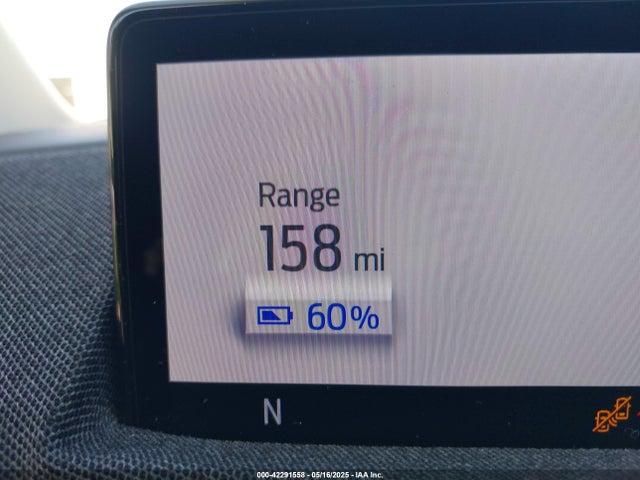 Range
158 mi
60%
N
000-42291558 - 05/16/2025 - IAA Inc.